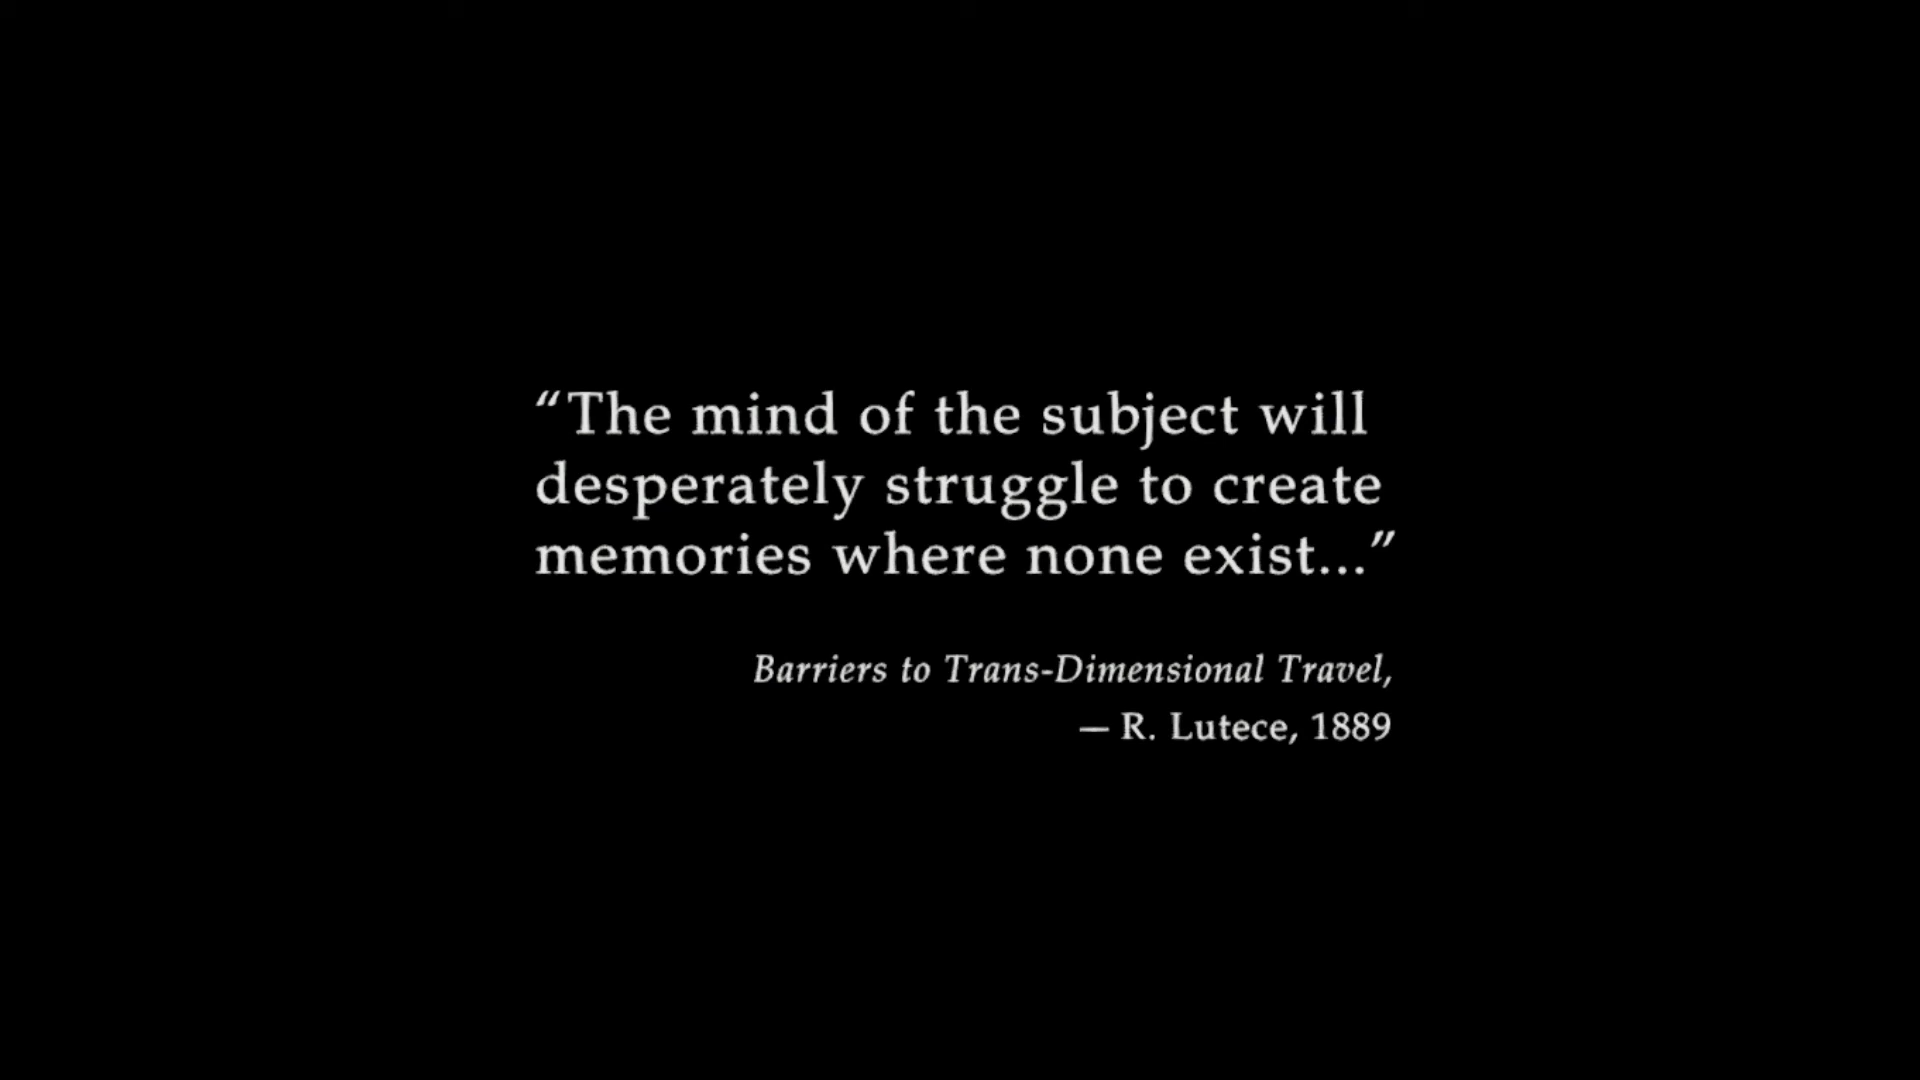 “The mind of the subject will
desperately struggle to create
memories where none exist...”
Barriers to Trans-Dimensional Travel,
— R. Lutece, 1889